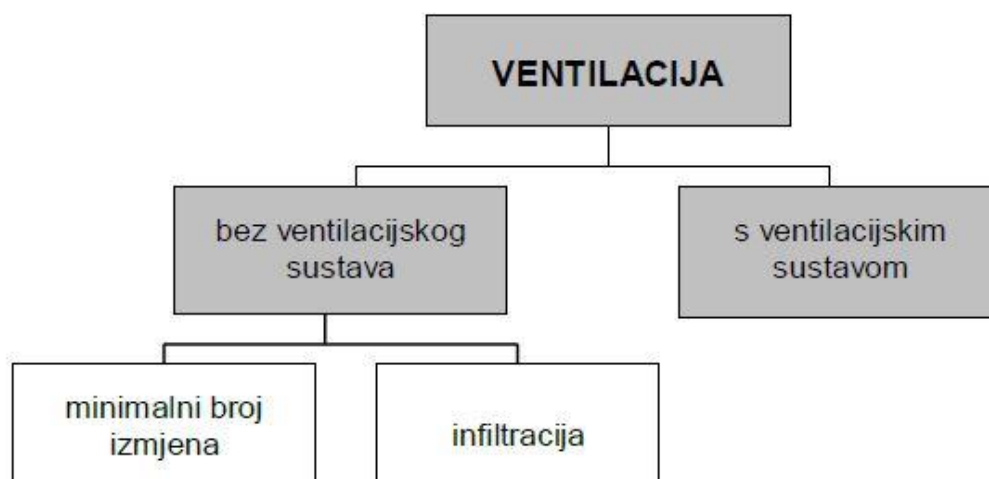 VENTILACIJA
bez ventilacijskog
sustava
s ventilacijskim
sustavom
minimalni broj
izmjena
infiltracija